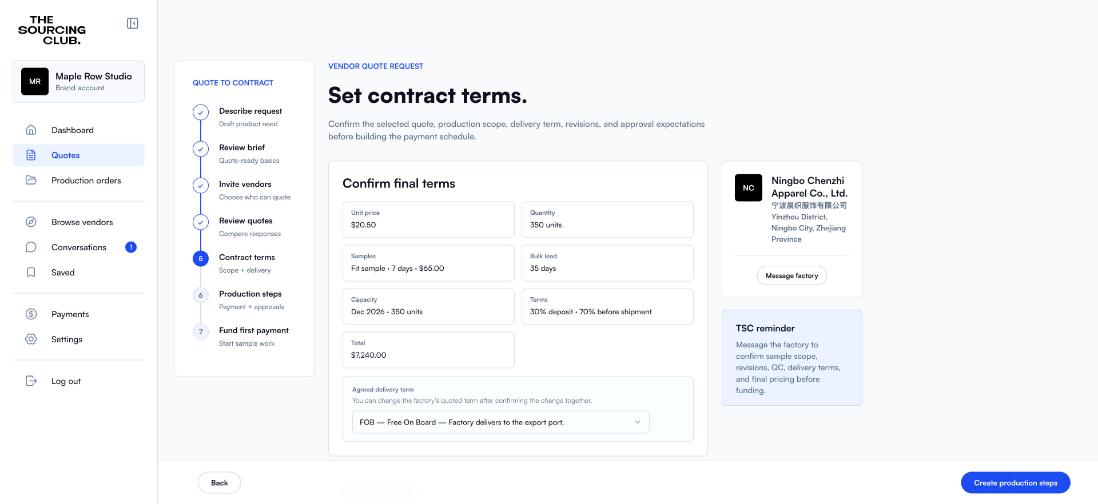 THE
SOURCING
CLUB.
MR
Maple Row Studio
Brand account
Dashboard
Quotes
Production orders
Browse vendors
Conversations
1
Saved
Payments
Settings
Log out
QUOTE TO CONTRACT
Describe request
Draft product need
Review brief
Quote-ready basics
Invite vendors
Choose who can quote
Review quotes
Compare responses
5
Contract terms
Scope + delivery
6
Production steps
Payment + approvals
7
Fund first payment
Start sample work
VENDOR QUOTE REQUEST
Set contract terms.
Confirm the selected quote, production scope, delivery term, revisions, and approval expectations
before building the payment schedule.
Confirm final terms
Unit price
$20.50
Quantity
350 units
Samples
Fit sample · 7 days · $65.00
Bulk lead
35 days
Capacity
Dec 2026 · 350 units
Terms
30% deposit · 70% before shipment
Total
$7,240.00
Agreed delivery term
You can change the factory's quoted term after confirming the change together.
FOB — Free On Board — Factory delivers to the export port.
NC
Ningbo Chenzhi
Apparel Co., Ltd.
宁波晨织服饰有限公司
Yinzhou District,
Ningbo City, Zhejiang
Province
Message factory
TSC reminder
Message the factory to
confirm sample scope,
revisions, QC, delivery terms,
and final pricing before
funding.
Back
Create production steps